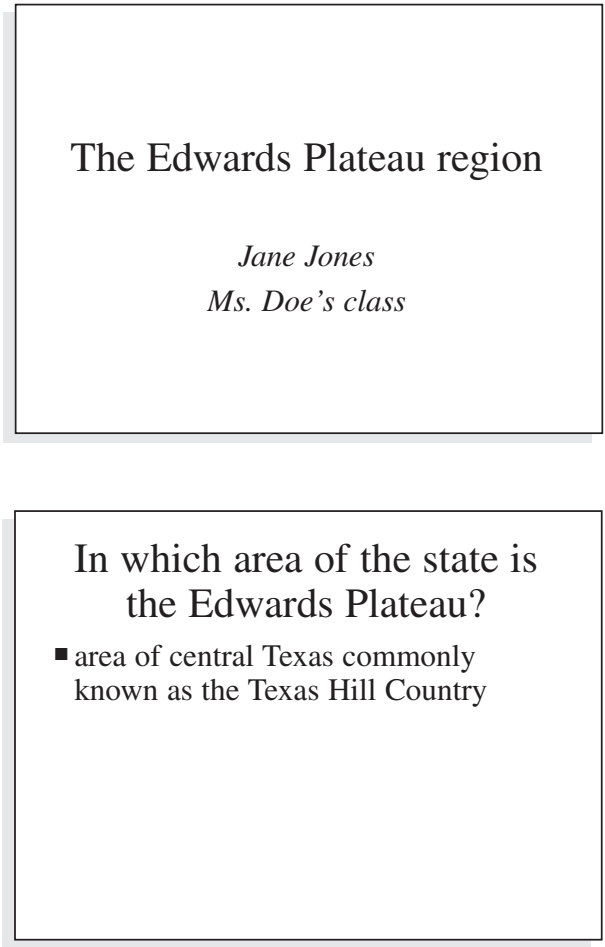 The Edwards Plateau region
Jane Jones
Ms. Doe's class
In which area of the state is
the Edwards Plateau?
■ area of central Texas commonly
known as the Texas Hill Country